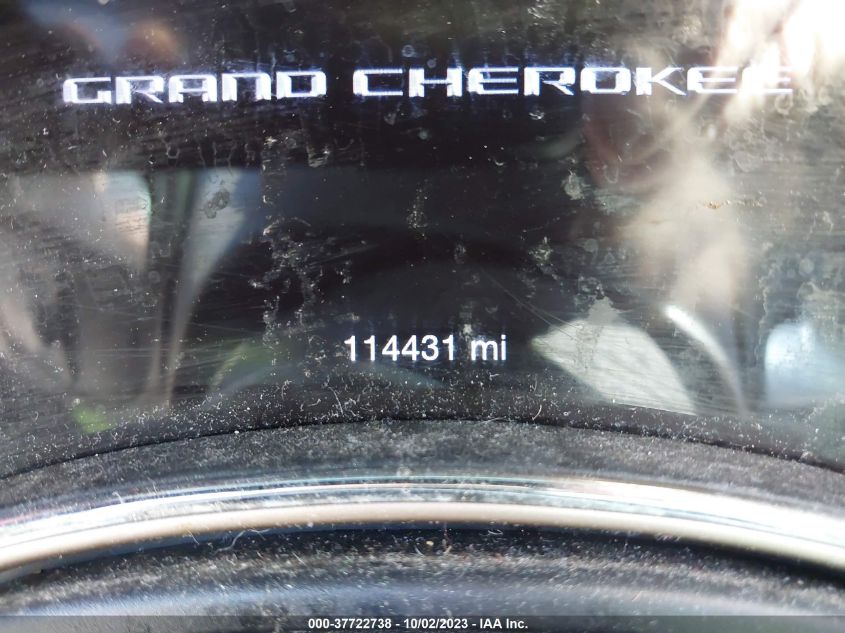 GRAND CHEROKEE
114431 mi
000-37722738 - 10/02/2023 - IAA Inc.